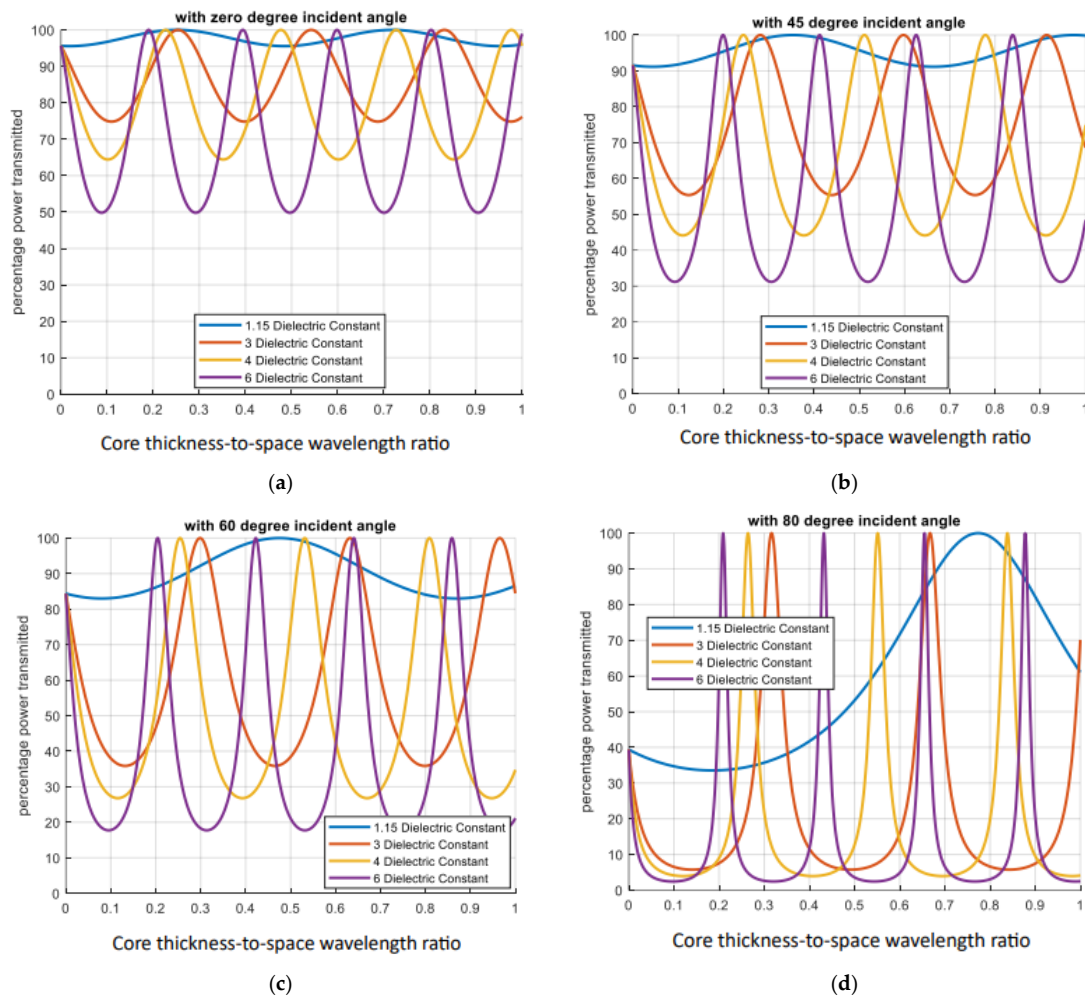 with zero degree incident angle
percentage power transmitted
100
90
80
70
60
50
100
40
30
20
10
0
1.15 Dielectric Constant
3 Dielectric Constant
4 Dielectric Constant
6 Dielectric Constant
0 0.1 0.2 0.3 0.4 0.5 0.6 0.7 0.8 0.9 1
Core thickness-to-space wavelength ratio
(a)
with 45 degree incident angle
percentage power transmitted
100
90
80
70
60
50
40
30
20
10
0
1.15 Dielectric Constant
3 Dielectric Constant
4 Dielectric Constant
6 Dielectric Constant
0 0.1 0.2 0.3 0.4 0.5 0.6 0.7 0.8 0.9 1
Core thickness-to-space wavelength ratio
(b)
with 60 degree incident angle
percentage power transmitted
100
90
80
70
60
50
40
30
20
10
0
1.15 Dielectric Constant
3 Dielectric Constant
4 Dielectric Constant
6 Dielectric Constant
0 0.1 0.2 0.3 0.4 0.5 0.6 0.7 0.8 0.9 1
Core thickness-to-space wavelength ratio
(c)
with 80 degree incident angle
percentage power transmitted
100
90
80
70
60
50
40
30
20
10
0
1.15 Dielectric Constant
3 Dielectric Constant
4 Dielectric Constant
6 Dielectric Constant
0 0.1 0.2 0.3 0.4 0.5 0.6 0.7 0.8 0.9 1
Core thickness-to-space wavelength ratio
(d)